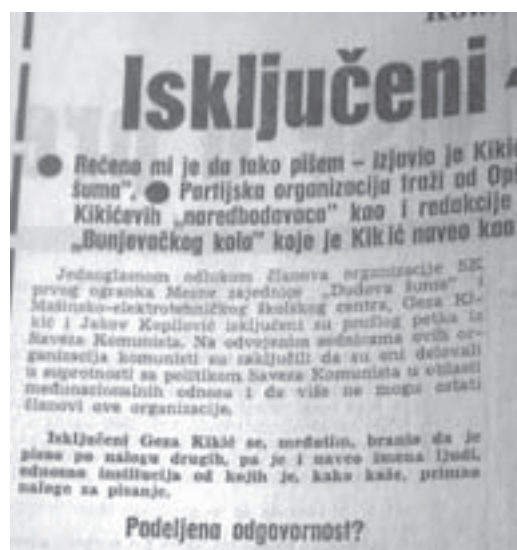 Isključeni
● Rečeno mi je da tako pišem – izjavio je Kikić
šuma”. ● Partijska organizacija traži od Opš
Kikićevih „naredbodavaca” kao i redakcije
„Bunjevačkog kola” koje je Kikić naveo kao
Jednoglasnom odlukom članova organizacije SK
prvog ogranka Mesne zajednice „Dudova šuma” i
Mašinsko-elektrotehničkog školskog centra, Geza Ki-
kić i Jakov Kopilović isključeni su prošlog petka iz
Saveza Komunista. Na odvojenim sednicama ovih or-
ganizacija komunisti su zaključili da su oni delovali
u suprotnosti sa politikom Saveza Komunista u oblasti
međunacionalnih odnosa i da više ne mogu ostati
članovi ove organizacije.
Isključeni Geza Kikić se, međutim, branio da je
pisao po nalogu drugih, pa je i naveo imena ljudi,
odnosno institucija od kojih je, kako kaže, primao
naloge za pisanje.
Podeljena odgovornost?